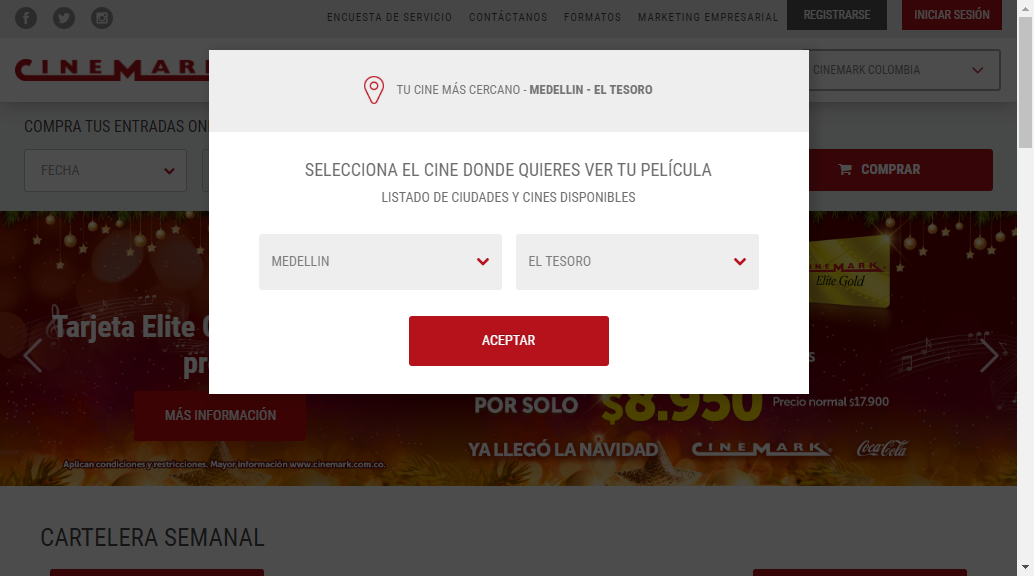 ENCUESTA DE SERVICIO CONTÁCTANOS FORMATOS MARKETING EMPRESARIAL REGISTRARSE INICIAR SESIÓN
CINEMARK
CINEMARK COLOMBIA
TU CINE MÁS CERCANO - MEDELLIN - EL TESORO
COMPRA TUS ENTRADAS
FECHA
COMPRAR
SELECCIONA EL CINE DONDE QUIERES VER TU PELÍCULA
LISTADO DE CIUDADES Y CINES DISPONIBLES
MEDELLIN
EL TESORO
ACEPTAR
CINEMARK
Elite Gold
Tarjeta Elite
MÁS INFORMACIÓN
POR SOLO $8.950 Precio normal $17.900
YA LLEGÓ LA NAVIDAD CINEMARK Coca-Cola
Aplican condiciones y restricciones. Mayor información www.cinemark.com.co.
CARTELERA SEMANAL